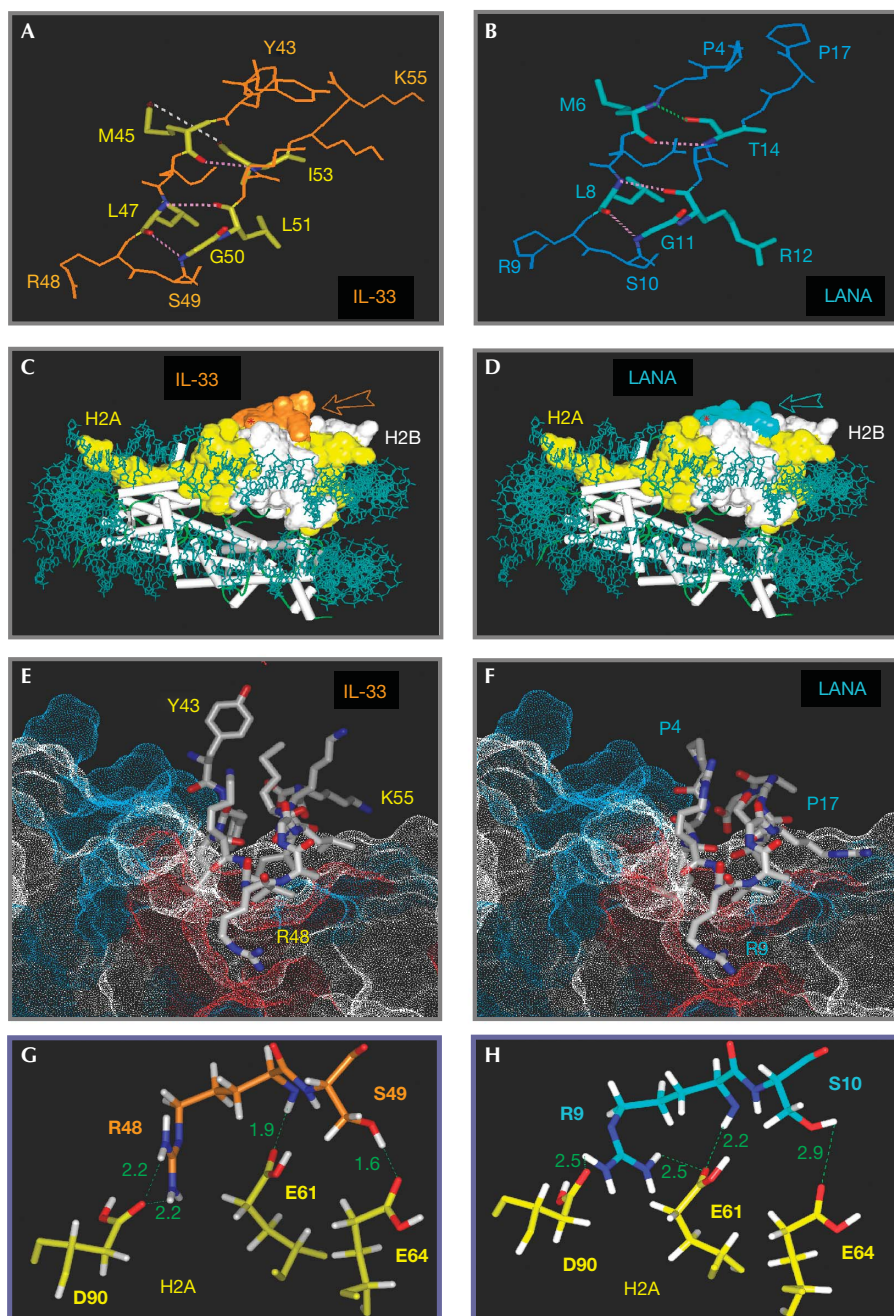 A
Y43
K55
M45
I53
L47
L51
G50
R48
S49
IL-33
B
P4
P17
M6
T14
L8
G11
R12
R9
S10
LANA
C
IL-33
H2A
H2B
*
D
LANA
H2A
H2B
*
E
IL-33
Y43
K55
R48
F
LANA
P4
P17
R9
G
S49
R48
1.9
2.2
1.6
2.2
E61
E64
D90
H2A
H
S10
R9
2.2
2.5
2.5
2.9
E61
D90
E64
H2A